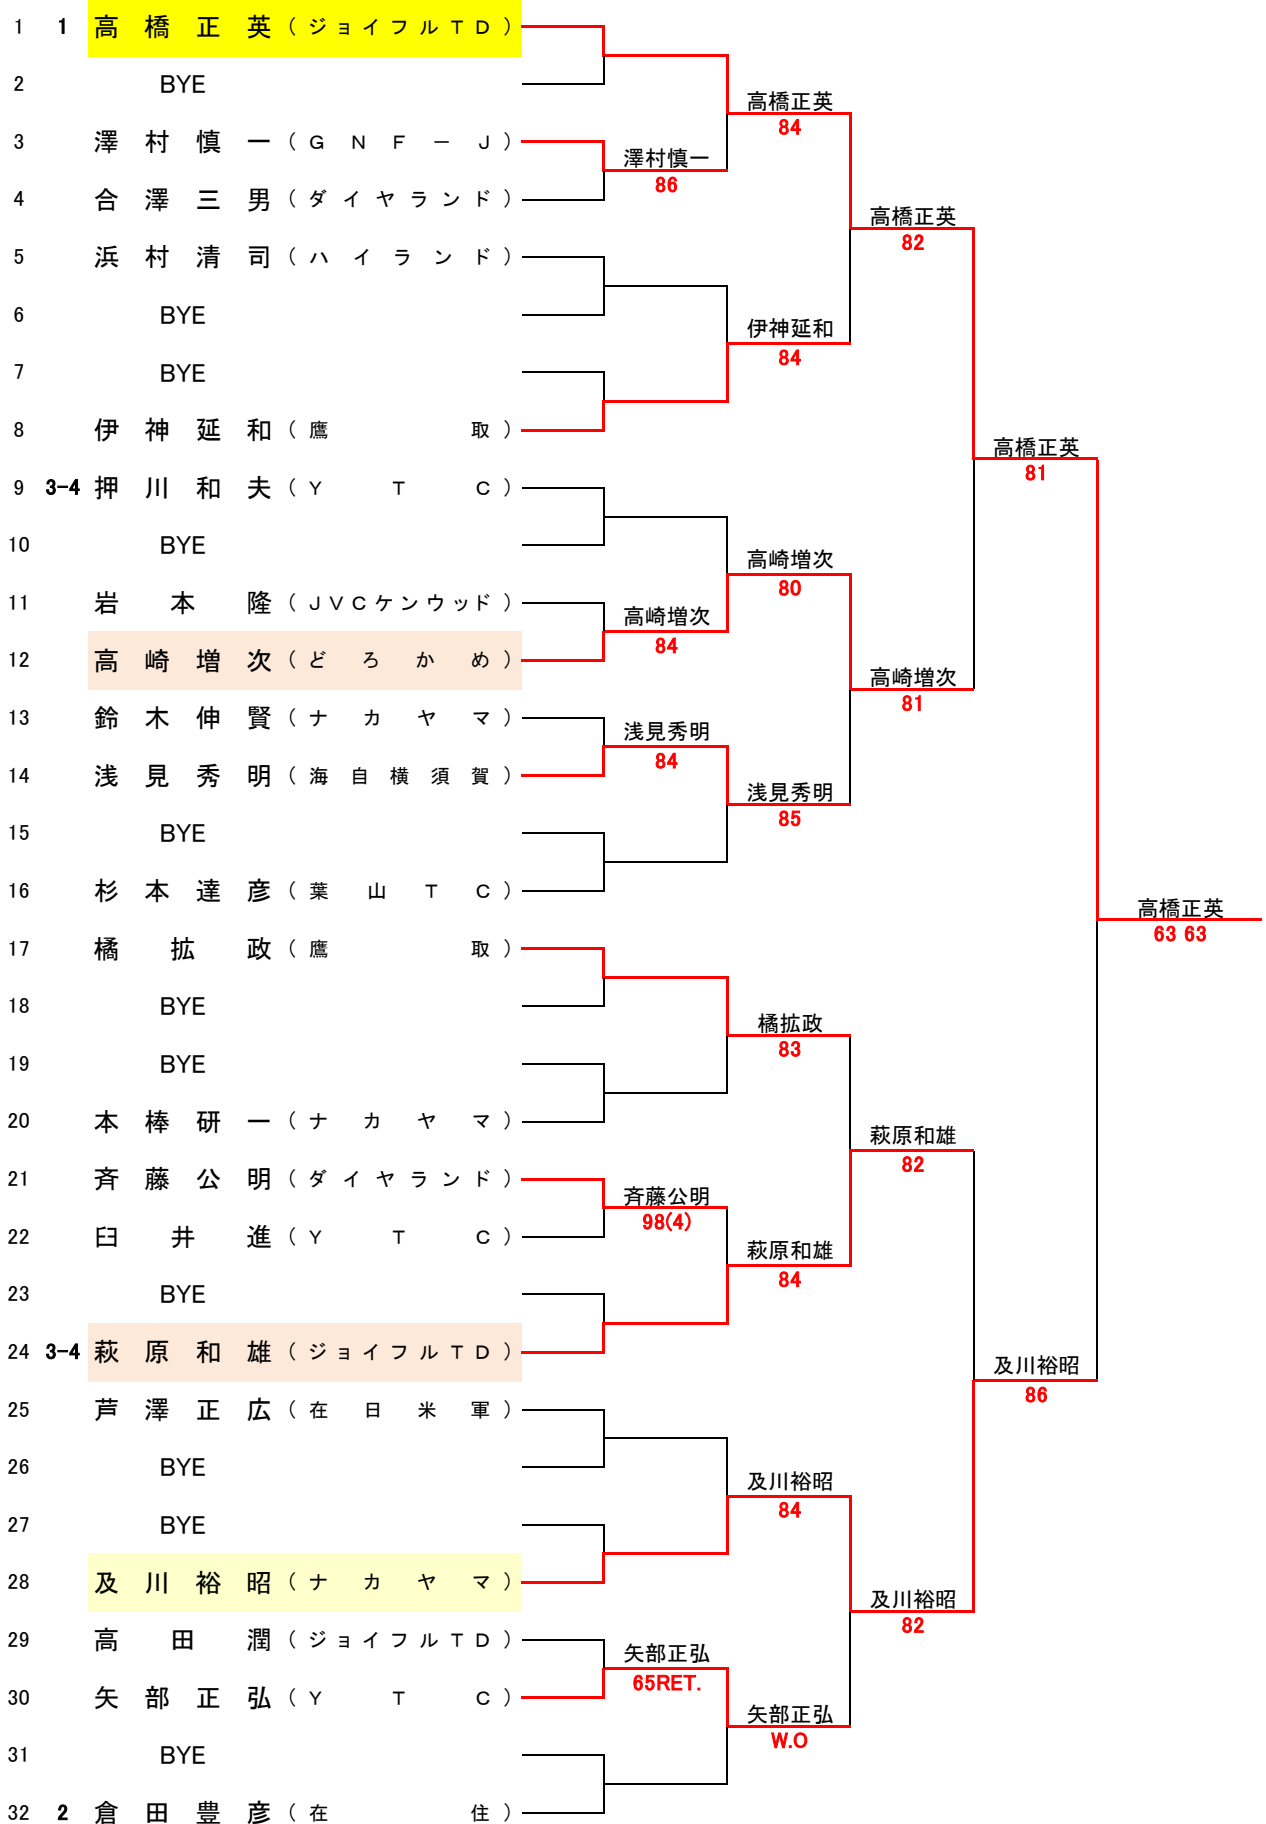 1 1 高橋正英(ジョイフルTD)
2 BYE
高橋正英
84
3 澤村慎一(GNF-J)
澤村慎一
86
4 合澤三男(ダイヤランド)
高橋正英
82
5 浜村清司(ハイランド)
6 BYE
伊神延和
84
7 BYE
8 伊神延和(鷹取)
高橋正英
81
9 3-4 押川和夫(YTC)
10 BYE
高崎増次
80
11 岩本隆(JVCケンウッド)
高崎増次
84
12 高崎増次(どろかめ)
高崎増次
81
13 鈴木伸賢(ナカヤマ)
浅見秀明
84
14 浅見秀明(海自横須賀)
浅見秀明
85
15 BYE
16 杉本達彦(葉山TC)
高橋正英
63 63
17 橘拡政(鷹取)
18 BYE
橘拡政
83
19 BYE
20 本棒研一(ナカヤマ)
萩原和雄
82
21 斉藤公明(ダイヤランド)
斉藤公明
98(4)
22 臼井進(YTC)
萩原和雄
84
23 BYE
24 3-4 萩原和雄(ジョイフルTD)
及川裕昭
86
25 芦澤正広(在日米軍)
26 BYE
及川裕昭
84
27 BYE
28 及川裕昭(ナカヤマ)
及川裕昭
82
29 高田潤(ジョイフルTD)
矢部正弘
65RET.
30 矢部正弘(YTC)
矢部正弘
W.O
31 BYE
32 2 倉田豊彦(在住)